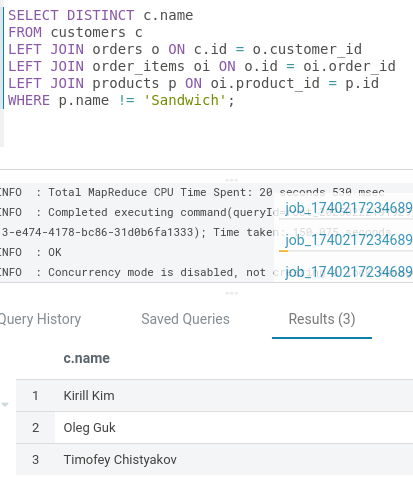 SELECT DISTINCT c.name
FROM customers c
LEFT JOIN orders o ON c.id = o.customer_id
LEFT JOIN order_items oi ON o.id = oi.order_id
LEFT JOIN products p ON oi.product_id = p.id
WHERE p.name != 'Sandwich';
INFO : Total MapReduce CPU Time Spent: 20 seconds 530 msec
INFO : Completed executing command(queryId=
job_1740217234689
3-e474-4178-bc86-31d0b6fa1333); Time taken: 150.075 seconds
job_1740217234689
INFO : OK
INFO : Concurrency mode is disabled, not
job_1740217234689
Query History
Saved Queries
Results (3)
c.name
1 Kirill Kim
2 Oleg Guk
3 Timofey Chistyakov